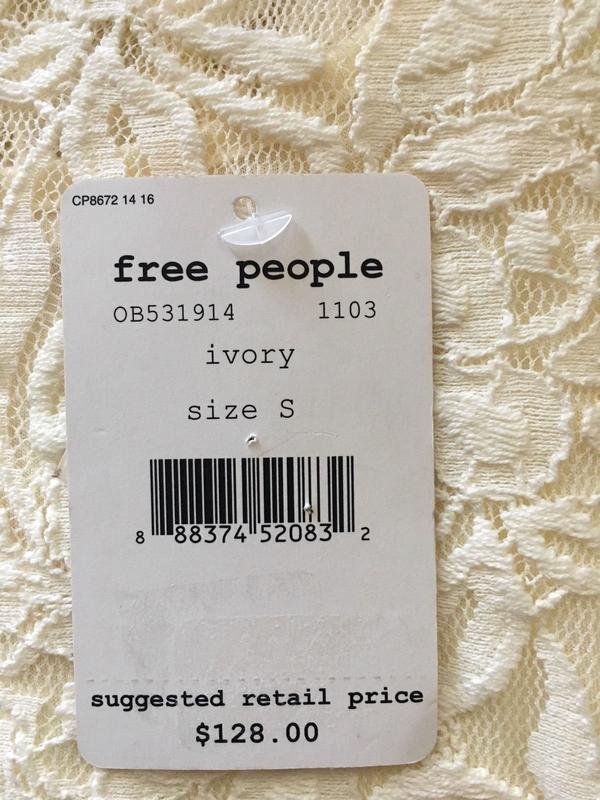 CP8672 14 16
free people
OB531914 1103
ivory
size S
8 88374 52083 2
suggested retail price
$128.00